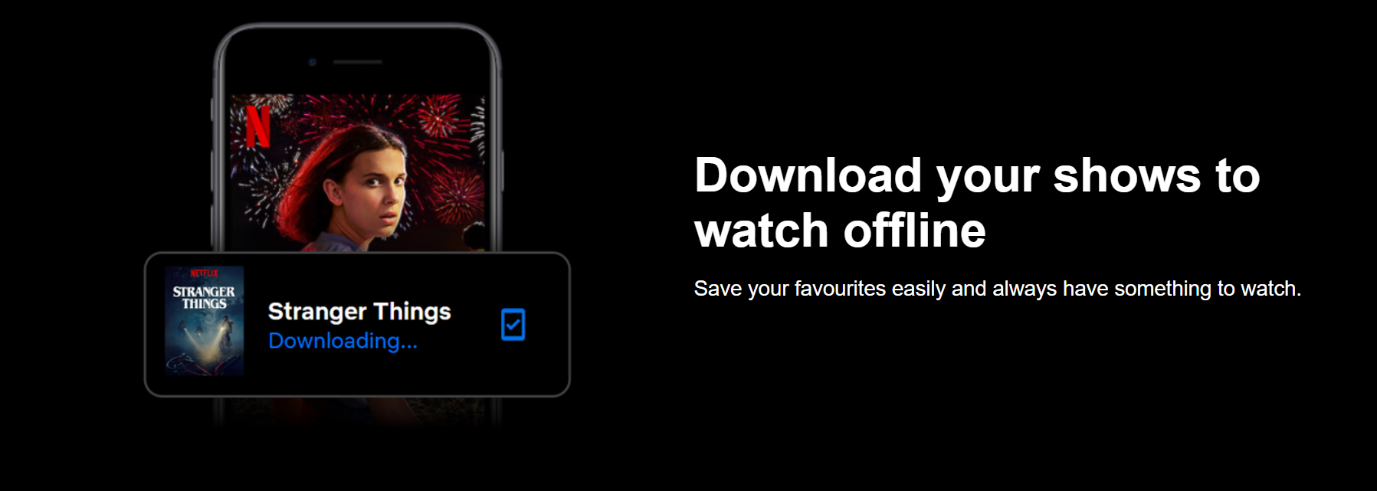 N
NETFLIX
STRANGER
THINGS
Stranger Things
Downloading...
Download your shows to
watch offline
Save your favourites easily and always have something to watch.